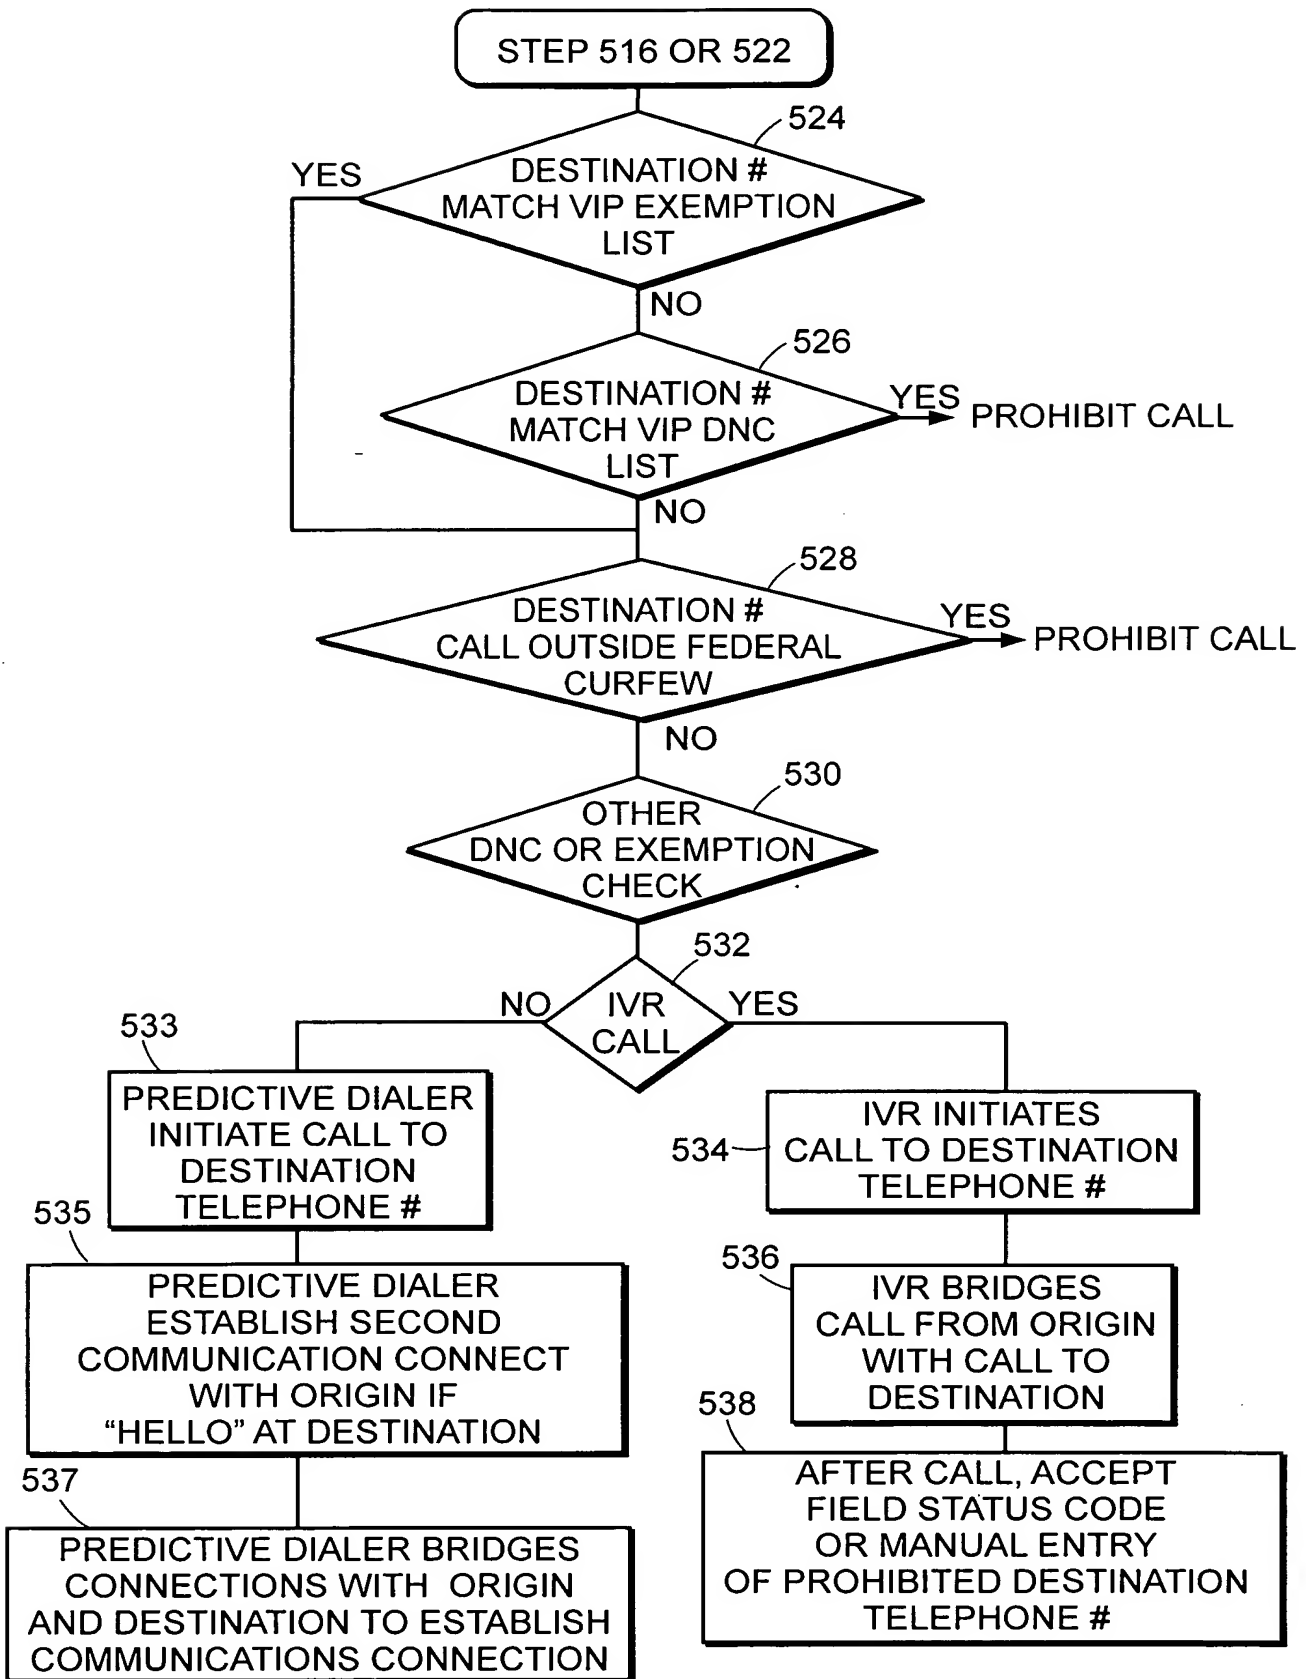 STEP 516 OR 522
524
YES
DESTINATION #
MATCH VIP EXEMPTION
LIST
NO
526
DESTINATION #
MATCH VIP DNC
LIST
YES
PROHIBIT CALL
NO
528
DESTINATION #
CALL OUTSIDE FEDERAL
CURFEW
YES
PROHIBIT CALL
NO
530
OTHER
DNC OR EXEMPTION
CHECK
532
NO
IVR
CALL
YES
533
PREDICTIVE DIALER
INITIATE CALL TO
DESTINATION
TELEPHONE #
534
IVR INITIATES
CALL TO DESTINATION
TELEPHONE #
535
PREDICTIVE DIALER
ESTABLISH SECOND
COMMUNICATION CONNECT
WITH ORIGIN IF
“HELLO” AT DESTINATION
536
IVR BRIDGES
CALL FROM ORIGIN
WITH CALL TO
DESTINATION
537
PREDICTIVE DIALER BRIDGES
CONNECTIONS WITH ORIGIN
AND DESTINATION TO ESTABLISH
COMMUNICATIONS CONNECTION
538
AFTER CALL, ACCEPT
FIELD STATUS CODE
OR MANUAL ENTRY
OF PROHIBITED DESTINATION
TELEPHONE #